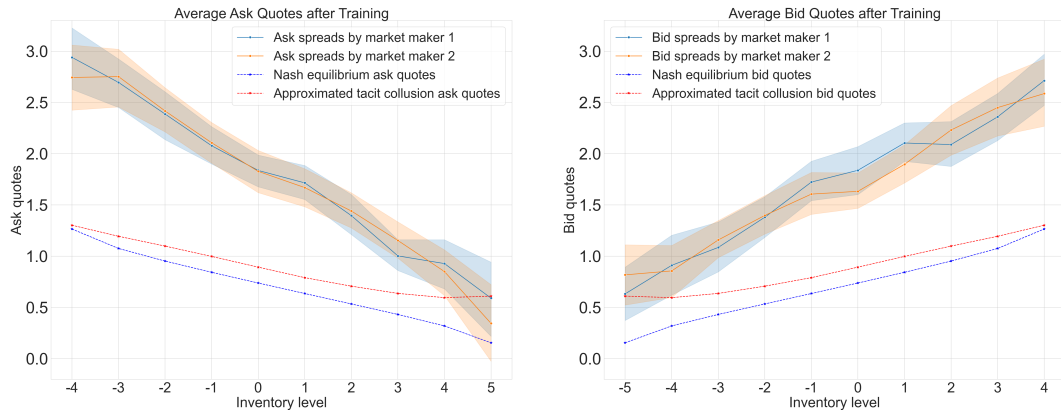 Average Ask Quotes after Training
Ask spreads by market maker 1
Ask spreads by market maker 2
Nash equilibrium ask quotes
Approximated tacit collusion ask quotes
Ask quotes
3.0
2.5
2.0
1.5
1.0
0.5
0.0
-4 -3 -2 -1 0 1 2 3 4 5
Inventory level
Average Bid Quotes after Training
Bid spreads by market maker 1
Bid spreads by market maker 2
Nash equilibrium bid quotes
Approximated tacit collusion bid quotes
Bid quotes
3.0
2.5
2.0
1.5
1.0
0.5
0.0
-5 -4 -3 -2 -1 0 1 2 3 4
Inventory level